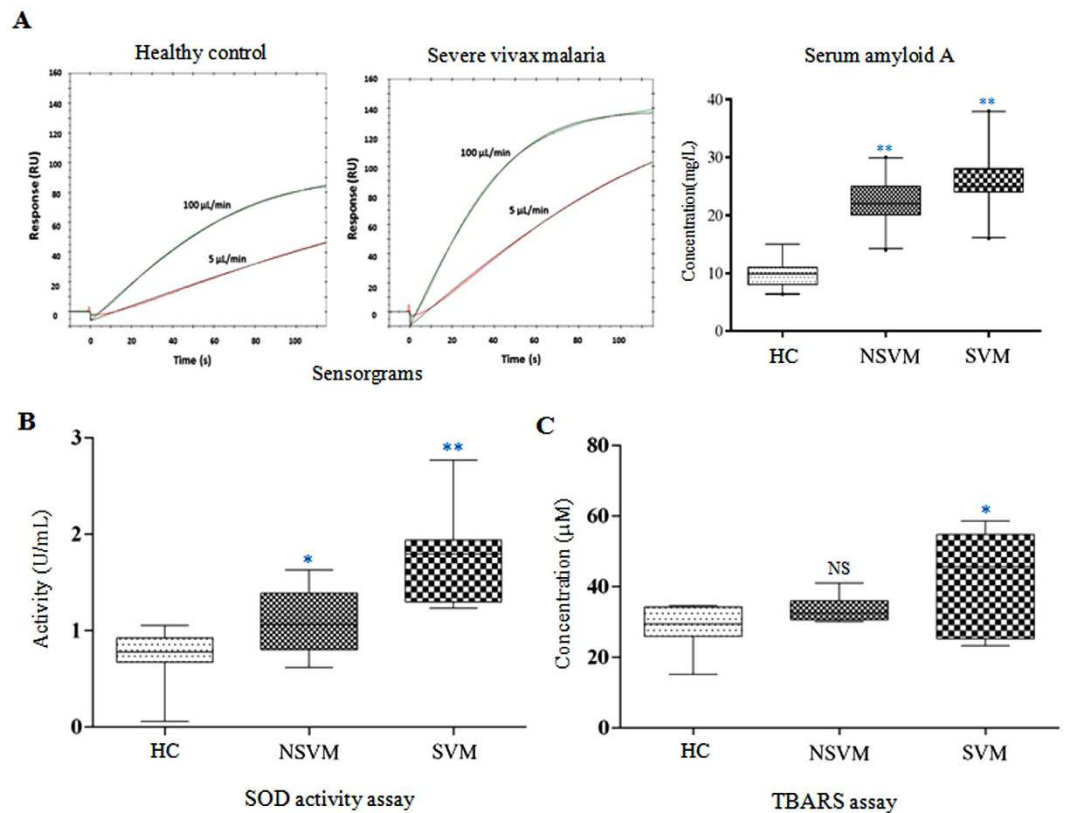 A
Healthy control
Severe vivax malaria
Serum amyloid A
Response (RU)
160
140
120
100
80
60
40
20
0
100 µL/min
5 µL/min
0 20 40 60 80 100
Time (s)
Response (RU)
160
140
120
100
80
60
40
20
0
100 µL/min
5 µL/min
0 20 40 60 80 100
Time (s)
Sensorgrams
Concentration(mg/L)
40
30
20
10
0
**
**
HC NSVM SVM
B
Activity (U/mL)
3
2
1
0
*
**
HC NSVM SVM
SOD activity assay
C
Concentration (µM)
80
60
40
20
0
NS
*
HC NSVM SVM
TBARS assay